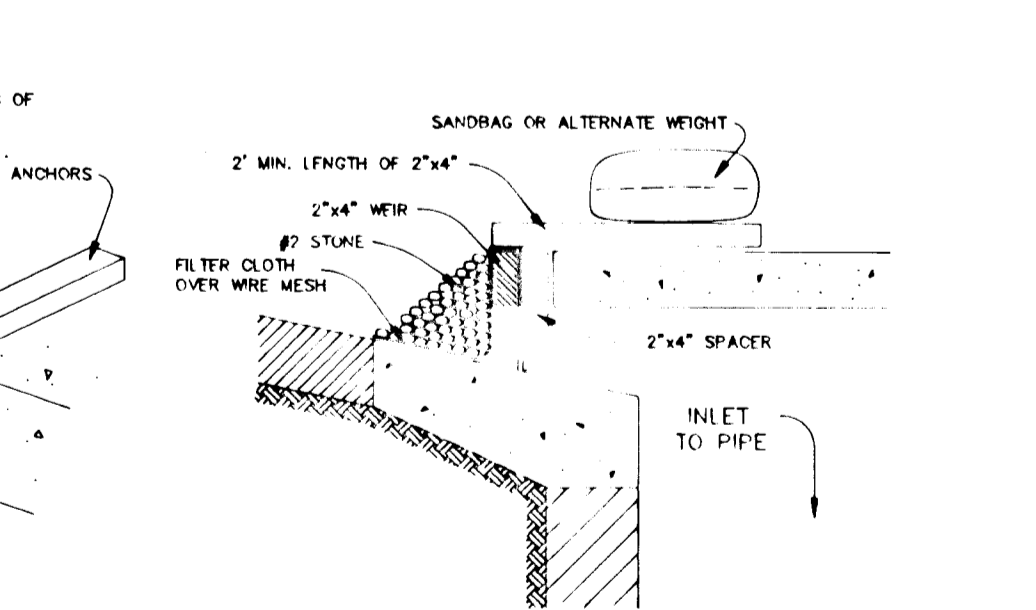 OF
ANCHORS
SANDBAG OR ALTERNATE WEIGHT
2' MIN. LENGTH OF 2"x4"
2"x4" WEIR
#2 STONE
FILTER CLOTH
OVER WIRE MESH
2"x4" SPACER
INLET
TO PIPE